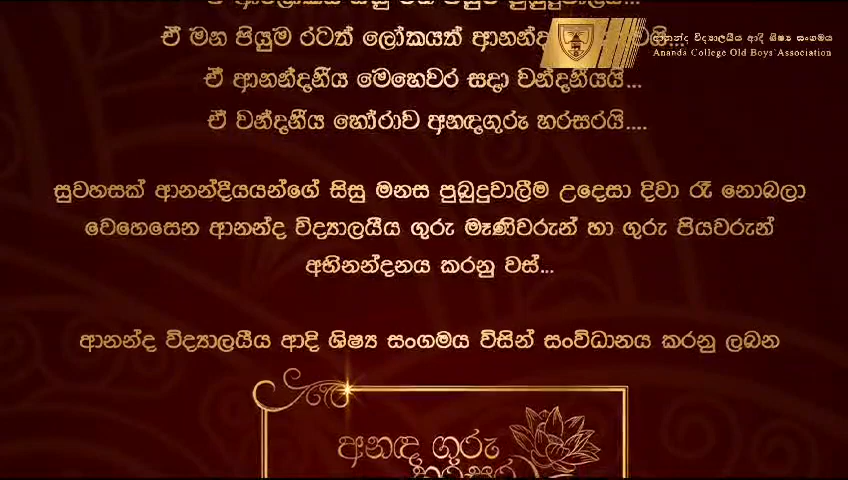 ඒ මන පියුම රටත් ලෝකයත් ආනන්ද
ආනන්ද විද්‍යාලයීය ආදි ශිෂ්‍ය සංගමය
Ananda College Old Boys' Association
ඒ ආනන්දනීය මෙහෙවර සදා වන්දනීයයි...
ඒ වන්දනීය හෝරාව අනඳගුරු හරසරයි....
සුවහසක් ආනන්දීයයන්ගේ සිසු මනස පුබුදුවාලීම උදෙසා දිවා රෑ නොබලා
වෙහෙසෙන ආනන්ද විද්‍යාලයීය ගුරු මෑණිවරුන් හා ගුරු පියවරුන්
අභිනන්දනය කරනු වස්...
ආනන්ද විද්‍යාලයීය ආදි ශිෂ්‍ය සංගමය විසින් සංවිධානය කරනු ලබන
අනඳ ගුරු
හරසර